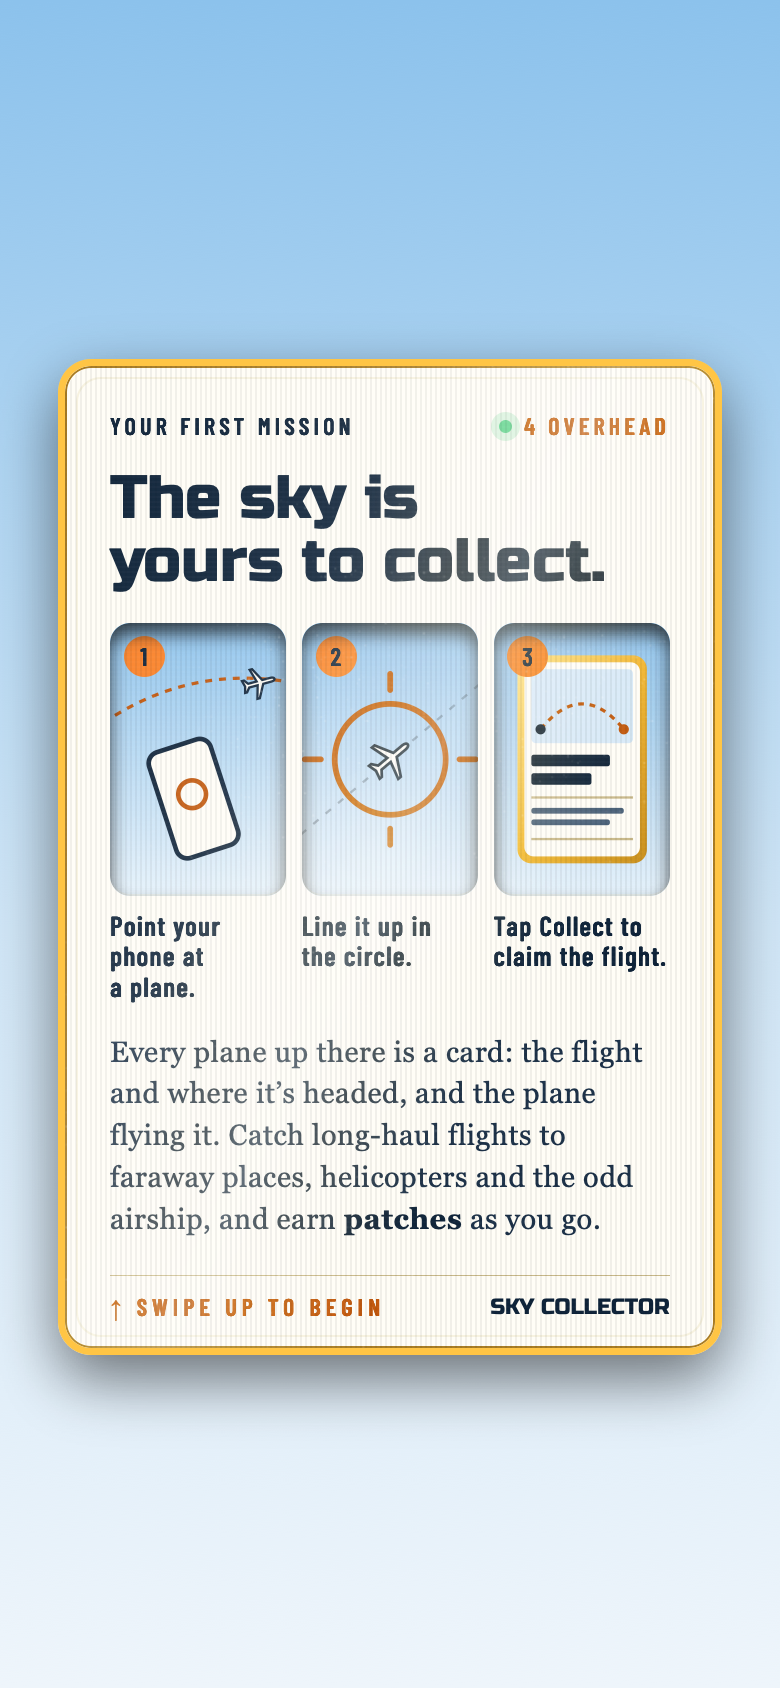 YOUR FIRST MISSION
4 OVERHEAD
The sky is
yours to collect.
1
2
3
Point your
phone at
a plane.
Line it up in
the circle.
Tap Collect to
claim the flight.
Every plane up there is a card: the flight
and where it’s headed, and the plane
flying it. Catch long-haul flights to
faraway places, helicopters and the odd
airship, and earn patches as you go.
↑ SWIPE UP TO BEGIN
SKY COLLECTOR